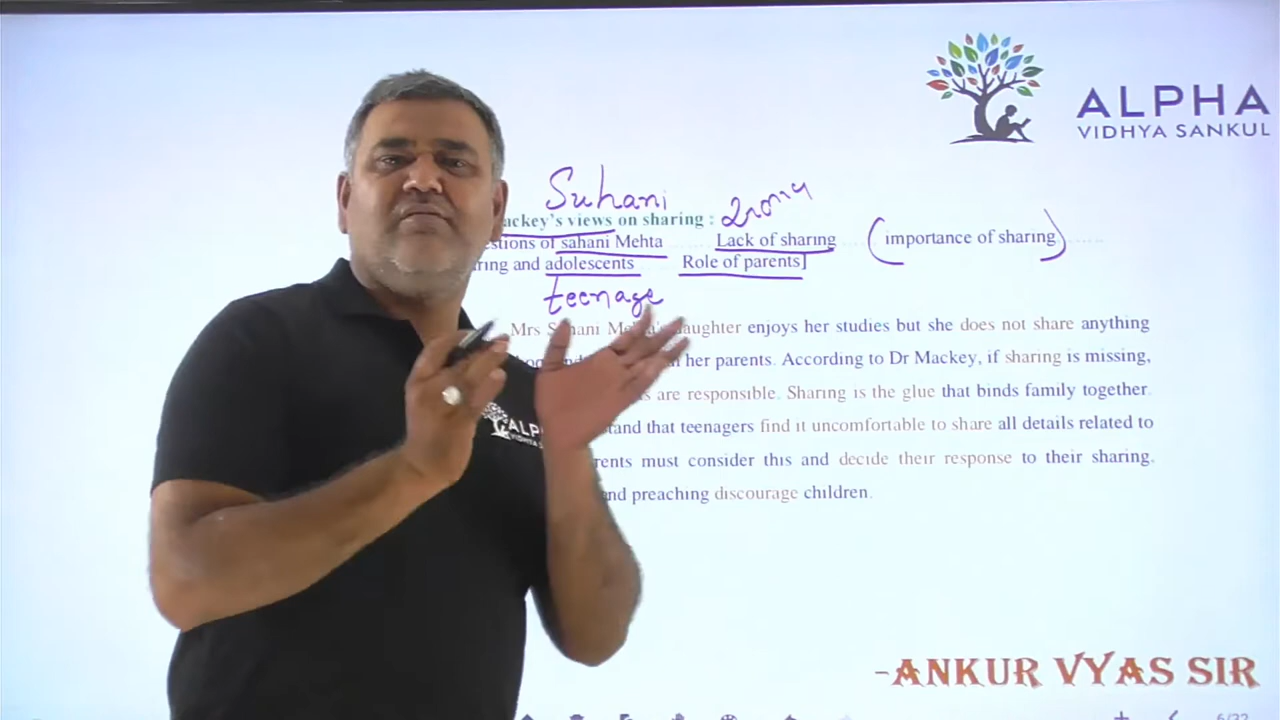 ALPHA
VIDHYA SANKUL
Suhani
ackey's views on sharing :
stions of sahani Mehta Lack of sharing (importance of sharing)
ring and adolescents Role of parents]
teenage
Mrs Suhani Mehta's daughter enjoys her studies but she does not share anything
her parents. According to Dr Mackey, if sharing is missing,
are responsible. Sharing is the glue that binds family together.
tand that teenagers find it uncomfortable to share all details related to
rents must consider this and decide their response to their sharing.
nd preaching discourage children.
ALP
-ANKUR VYAS SIR
6/22